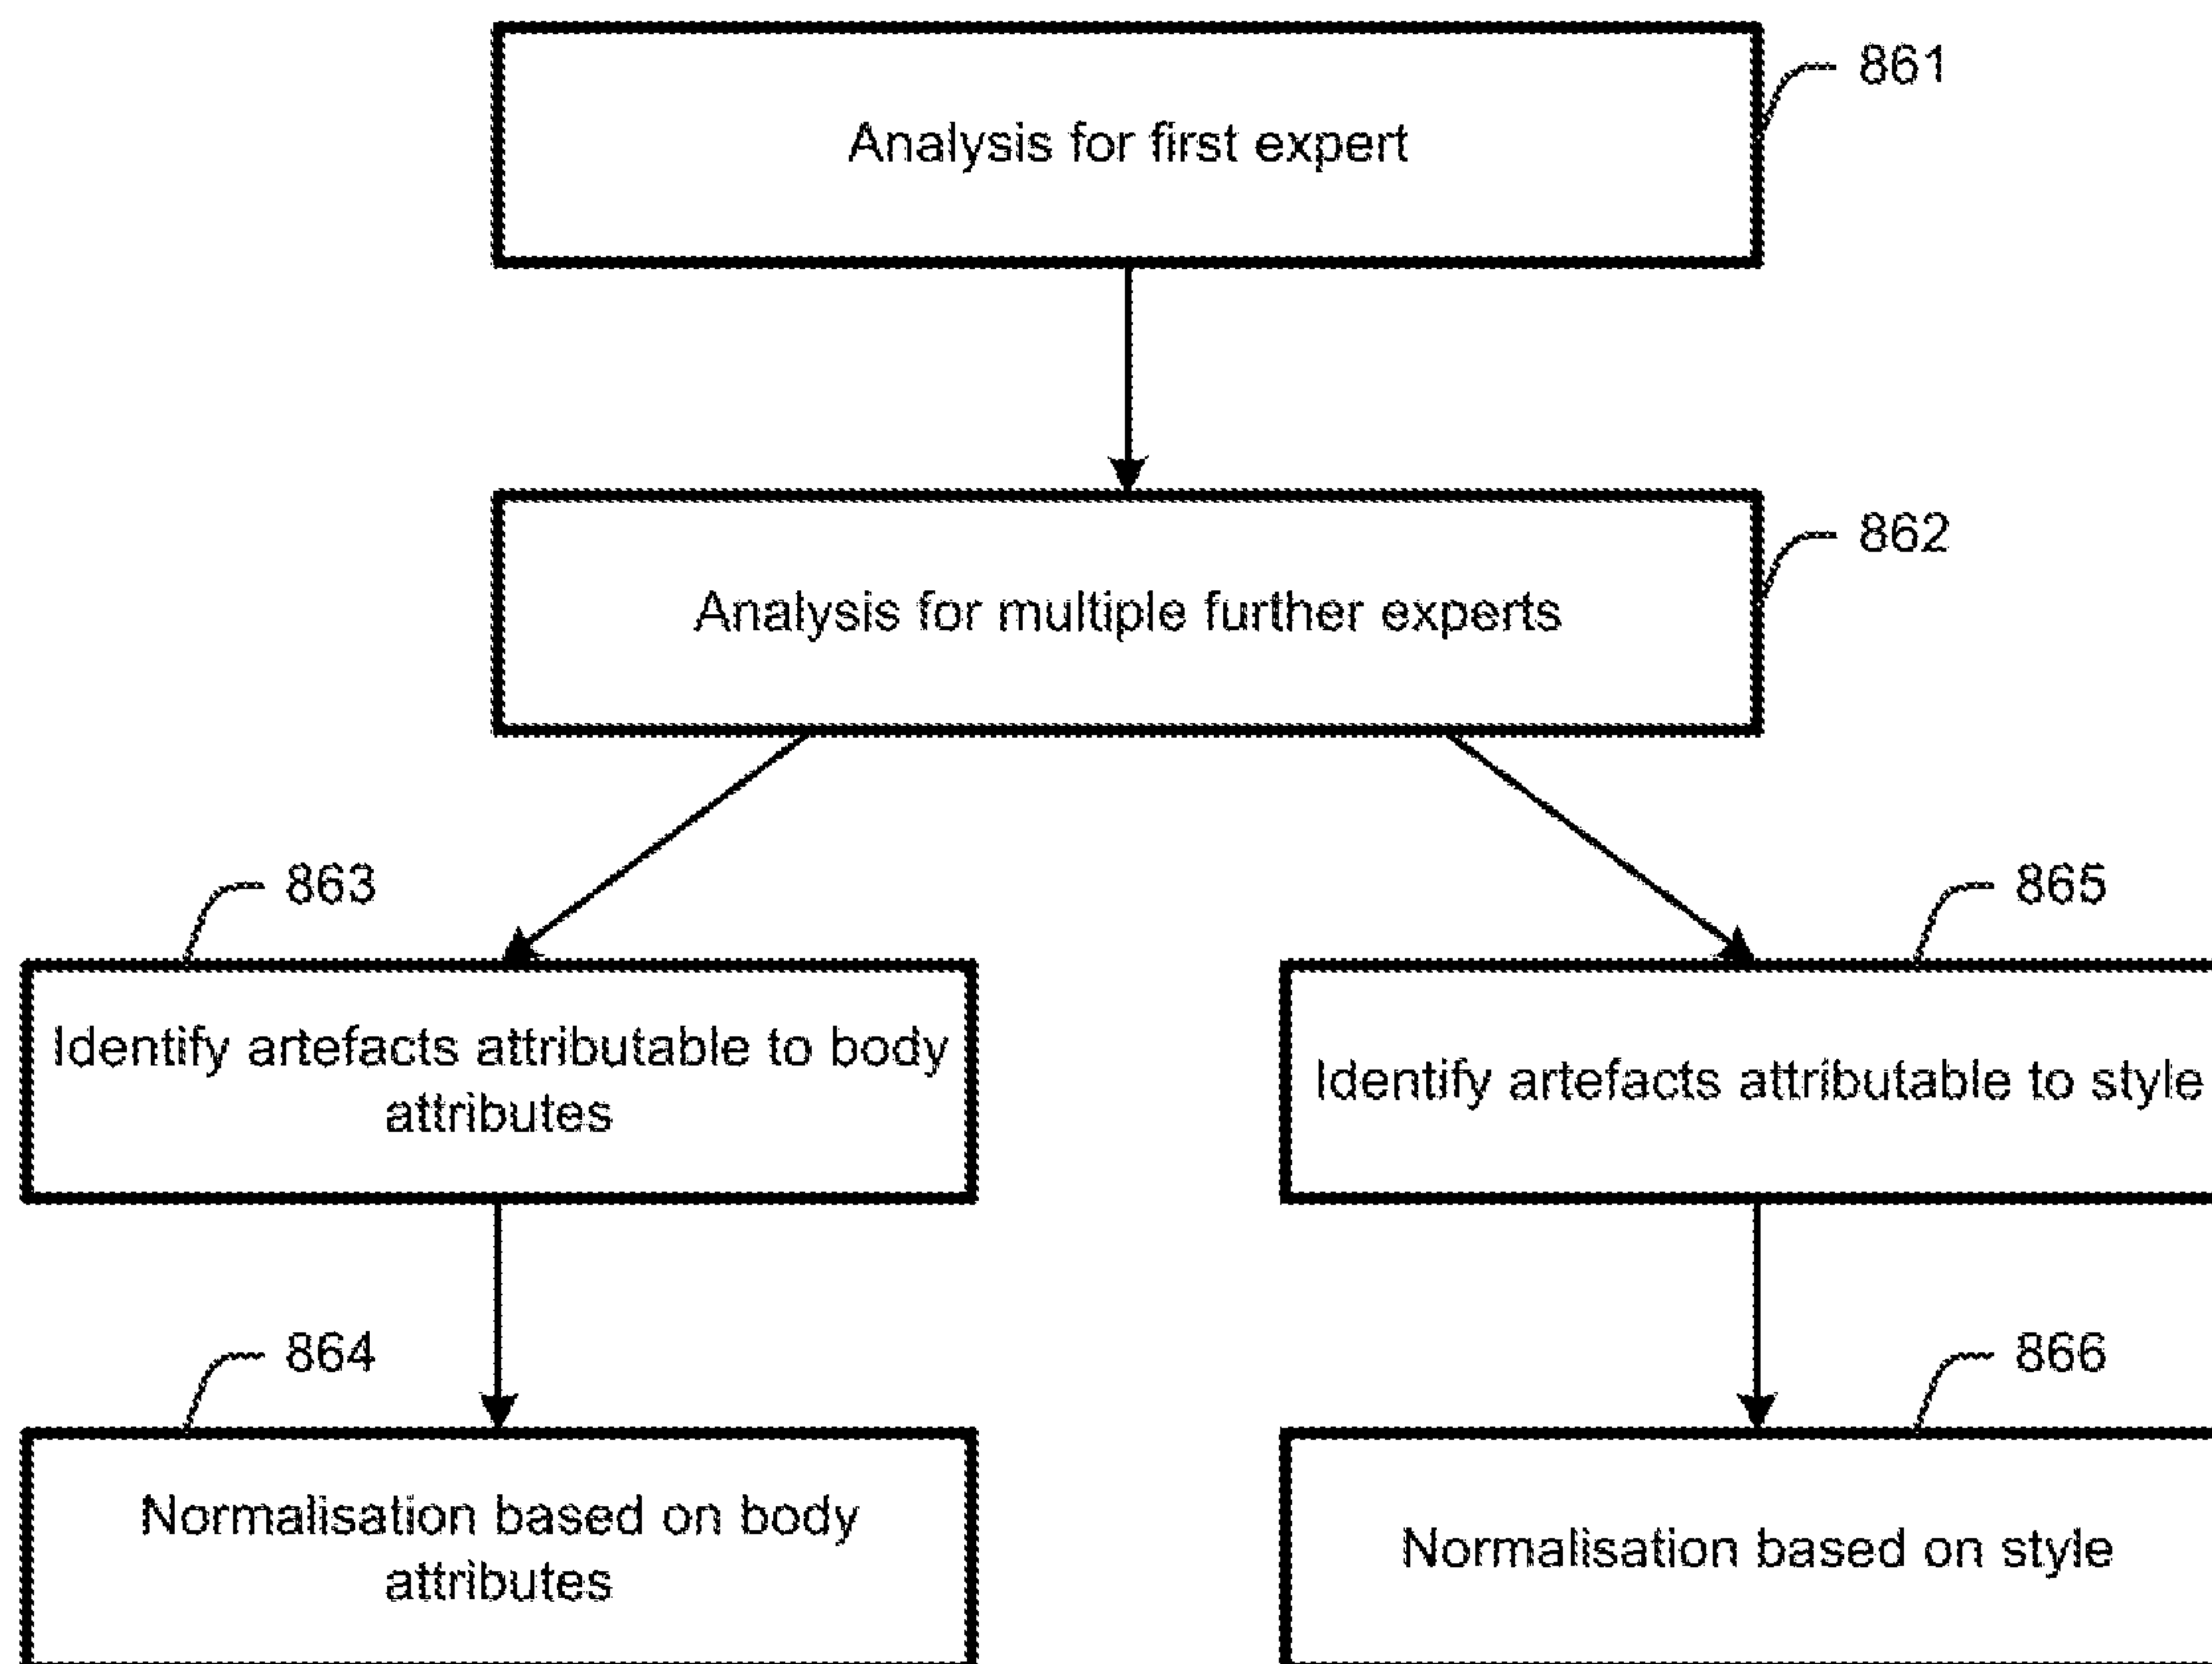 861
Analysis for first expert
862
Analysis for multiple further experts
863
865
Identify artefacts attributable to body
attributes
Identify artefacts attributable to style
864
866
Normalisation based on body
attributes
Normalisation based on style